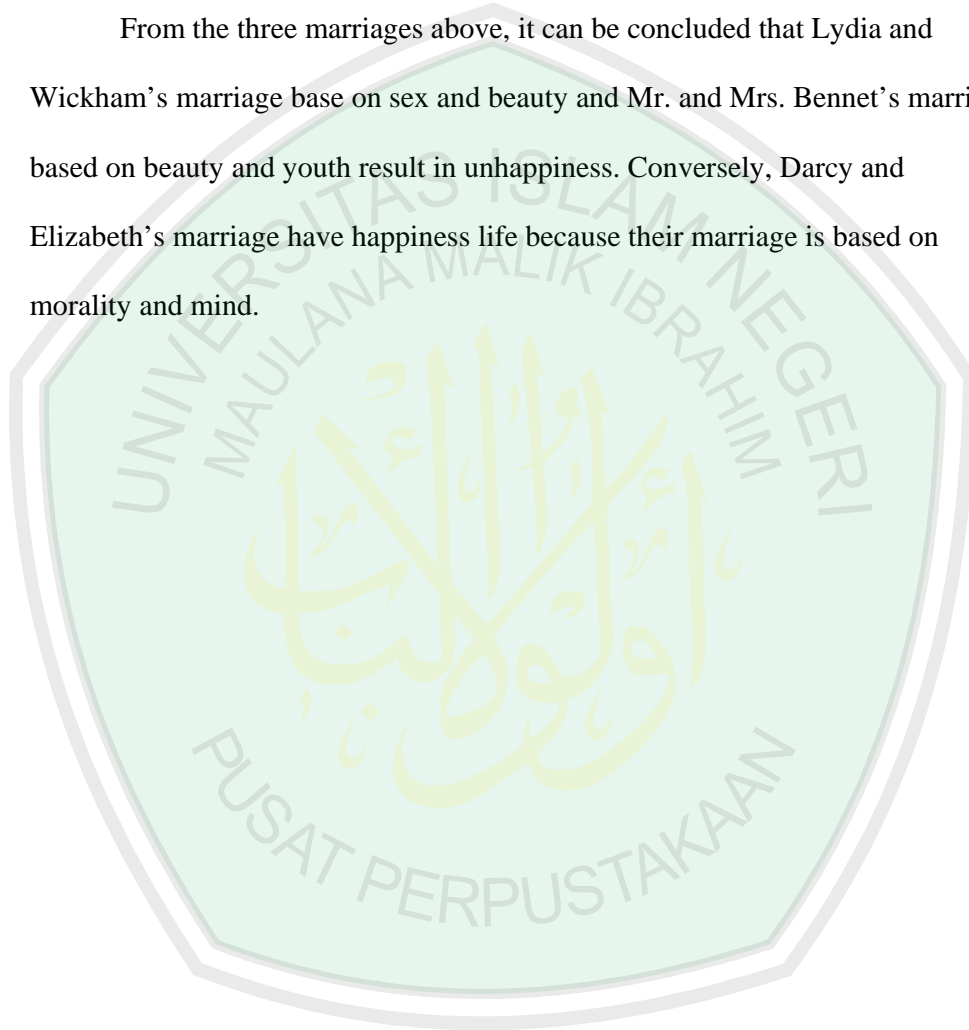 From the three marriages above, it can be concluded that Lydia and
Wickham's marriage base on sex and beauty and Mr. and Mrs. Bennet's marri
based on beauty and youth result in unhappiness. Conversely, Darcy and
Elizabeth's marriage have happiness life because their marriage is based on
morality and mind.
UNIVERSITAS ISLAM NEGERI
MAULANA MALIK IBRAHIM
أولوا الألباب
PUSAT PERPUSTAKAAN